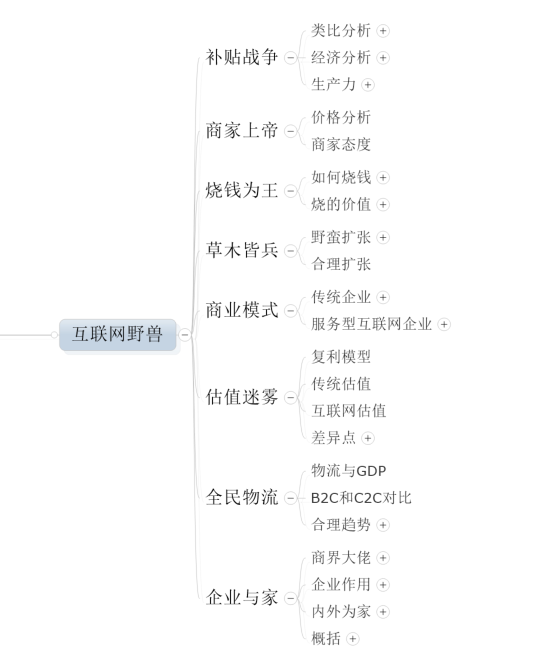 互联网野兽
补贴战争
类比分析
经济分析
生产力
商家上帝
价格分析
商家态度
烧钱为王
如何烧钱
烧的价值
草木皆兵
野蛮扩张
合理扩张
商业模式
传统企业
服务型互联网企业
估值迷雾
复利模型
传统估值
互联网估值
差异点
全民物流
物流与GDP
B2C和C2C对比
合理趋势
企业与家
商界大佬
企业作用
内外为家
概括